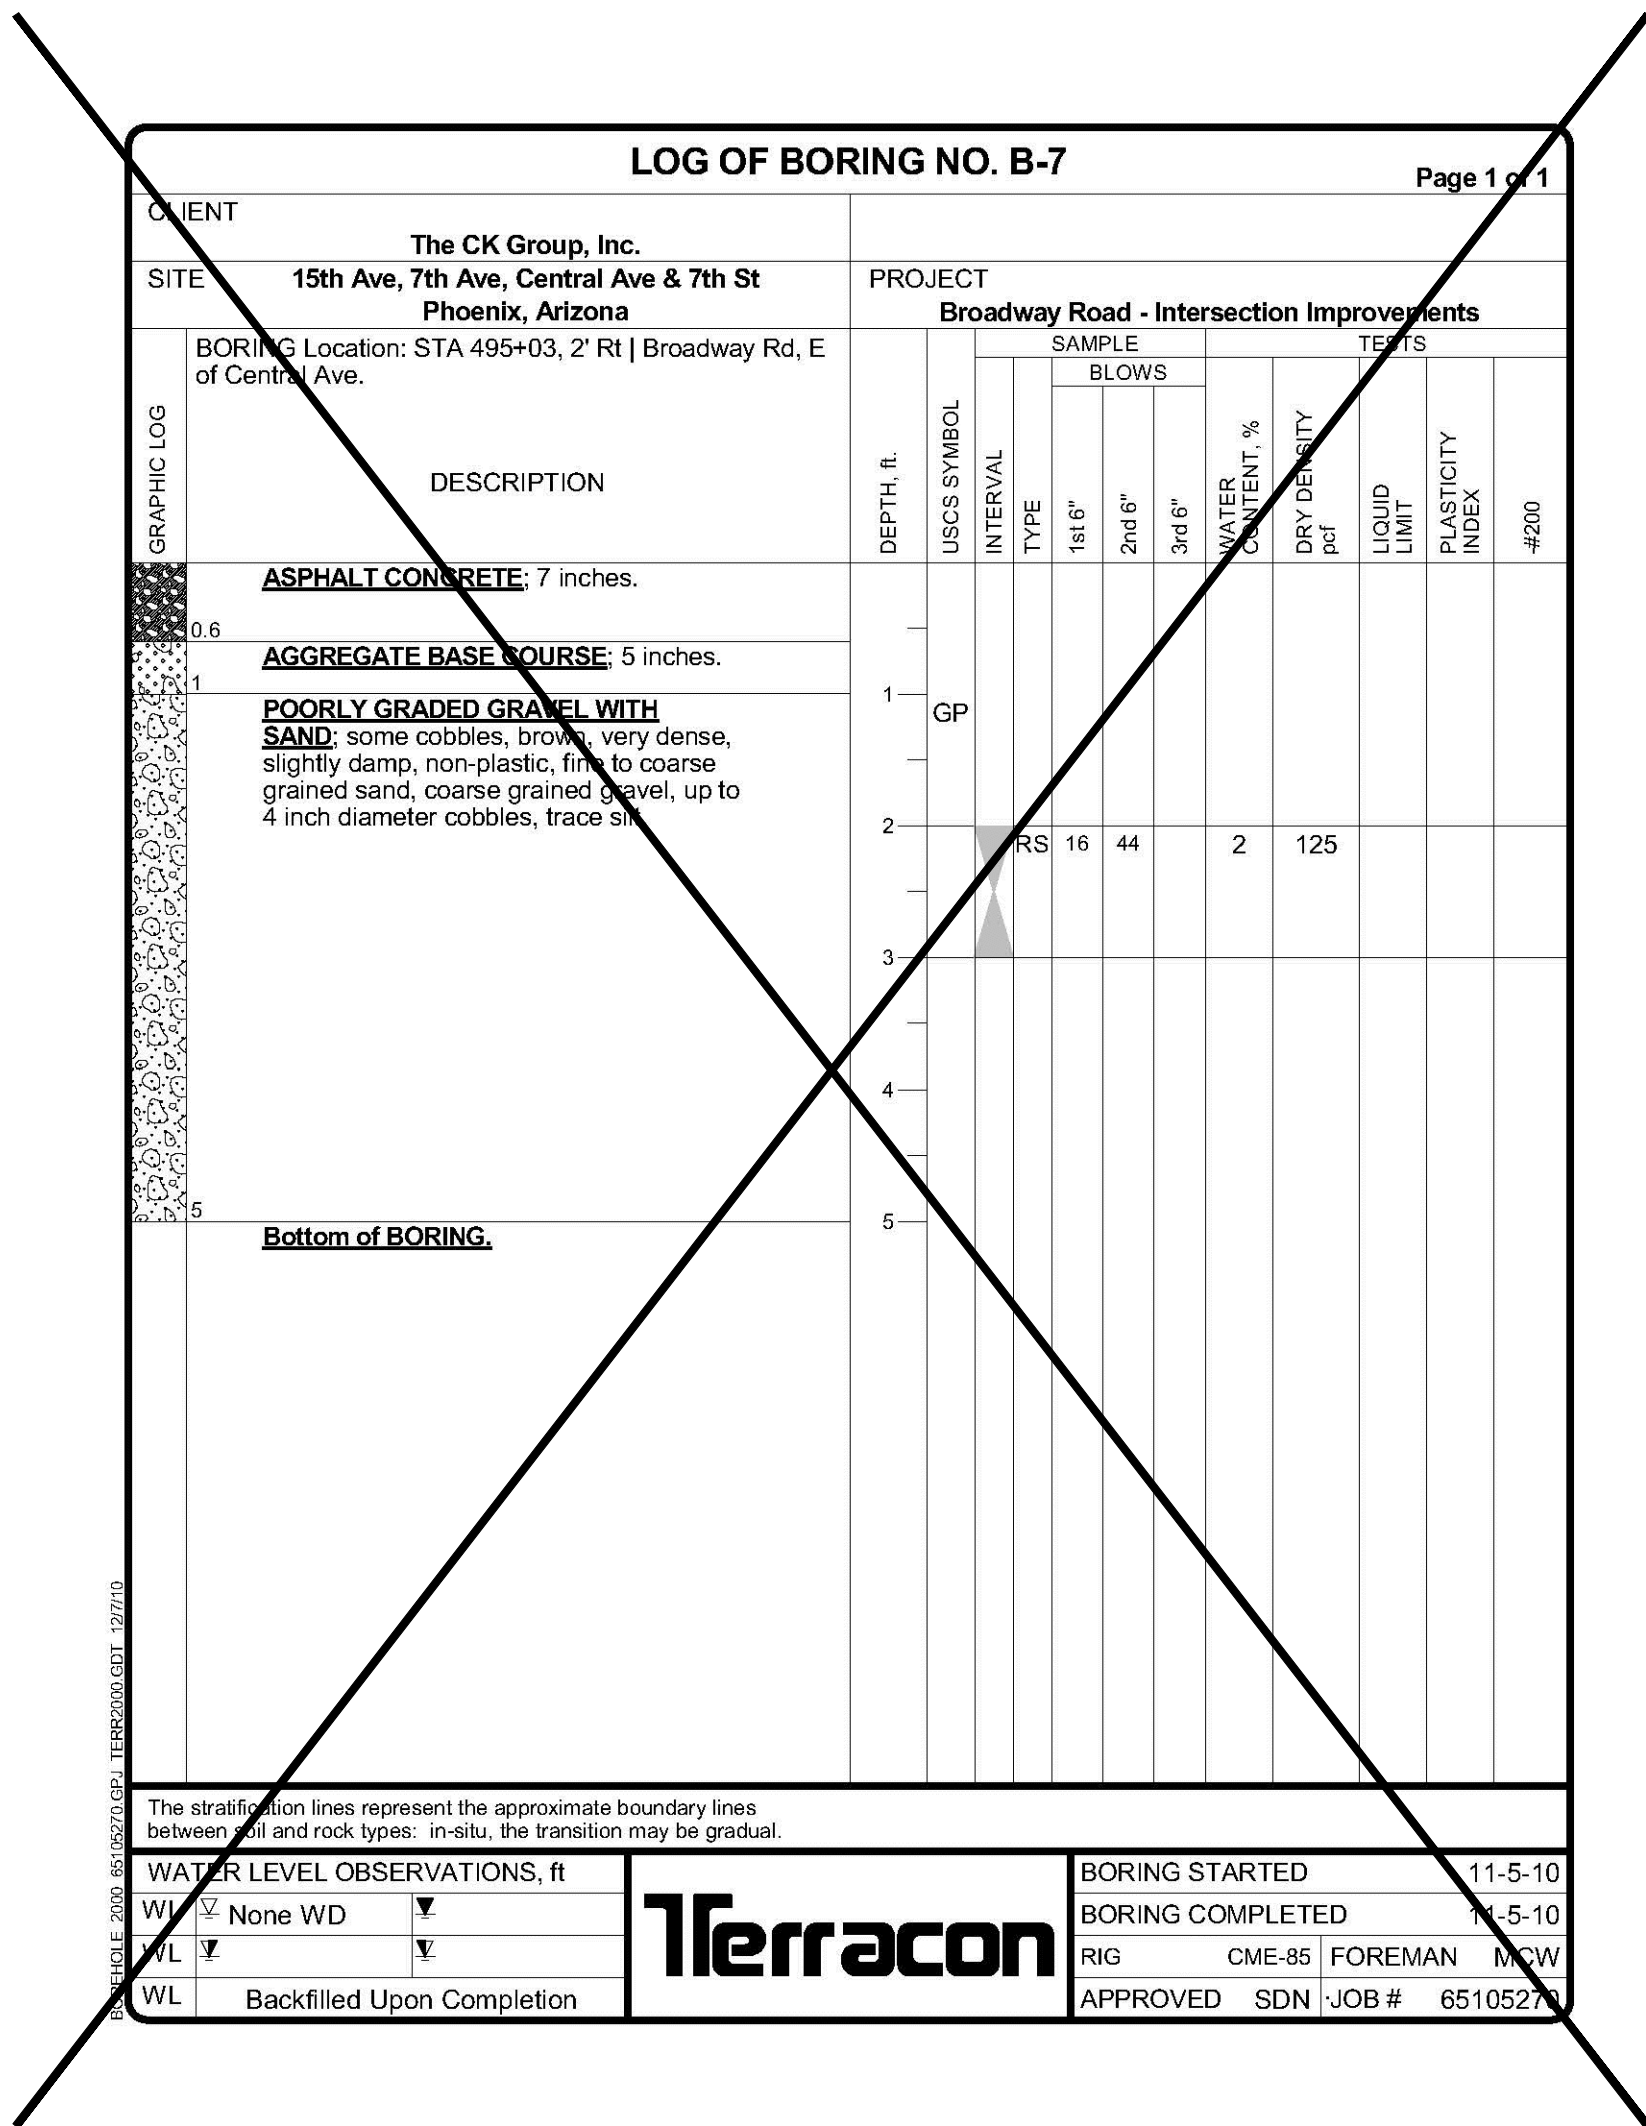 LOG OF BORING NO. B-7
Page 1 of 1
CLIENT
The CK Group, Inc.
SITE
15th Ave, 7th Ave, Central Ave & 7th St
Phoenix, Arizona
PROJECT
Broadway Road - Intersection Improvements
GRAPHIC LOG
BORING Location: STA 495+03, 2' Rt | Broadway Rd, E
of Central Ave.
DESCRIPTION
DEPTH, ft.
USCS SYMBOL
SAMPLE
INTERVAL
TYPE
BLOWS
1st 6"
2nd 6"
3rd 6"
TESTS
WATER
CONTENT, %
DRY DENSITY
pcf
LIQUID
LIMIT
PLASTICITY
INDEX
-#200
ASPHALT CONCRETE; 7 inches.
0.6
AGGREGATE BASE COURSE; 5 inches.
1
1
POORLY GRADED GRAVEL WITH
GP
SAND; some cobbles, brown, very dense,
slightly damp, non-plastic, fine to coarse
grained sand, coarse grained gravel, up to
4 inch diameter cobbles, trace silt.
2
RS 16 44 2 125
3
4
5
5
Bottom of BORING.
The stratification lines represent the approximate boundary lines
between soil and rock types: in-situ, the transition may be gradual.
WATER LEVEL OBSERVATIONS, ft
WL None WD
WL
WL Backfilled Upon Completion
Terracon
BORING STARTED 11-5-10
BORING COMPLETED 11-5-10
RIG CME-85 FOREMAN MCW
APPROVED SDN JOB # 65105270
BOREHOLE 2000 65105270.GPJ TERR2000.GDT 12/7/10